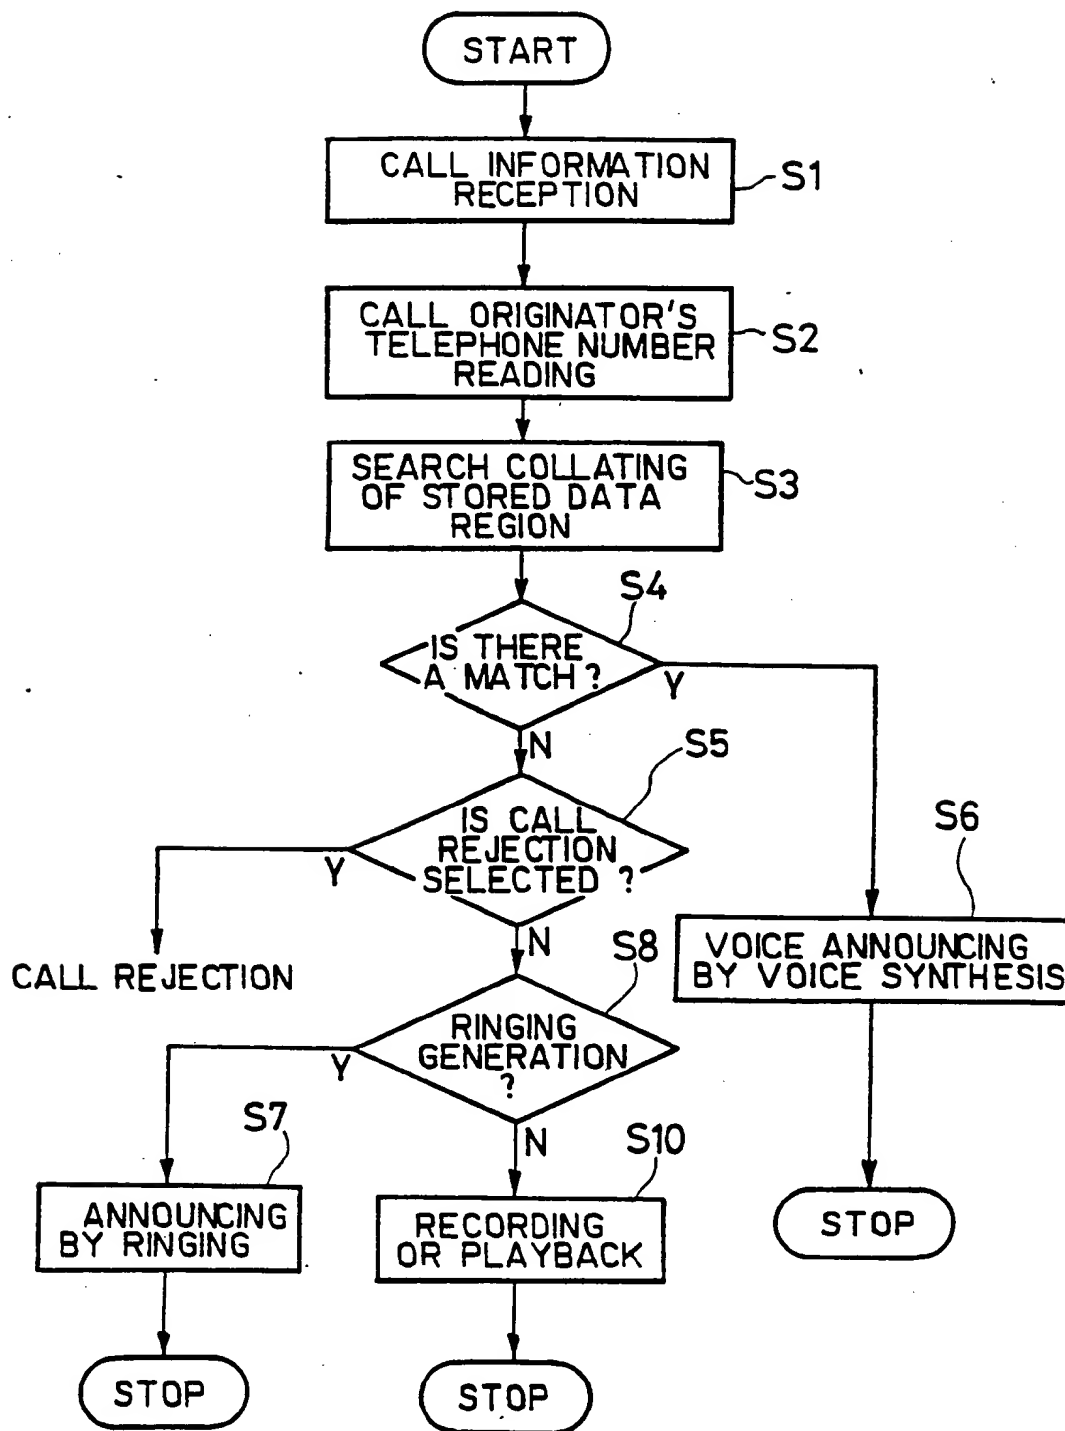 START
CALL INFORMATION
RECEPTION
S1
CALL ORIGINATOR'S
TELEPHONE NUMBER
READING
S2
SEARCH COLLATING
OF STORED DATA
REGION
S3
S4
IS THERE
A MATCH?
Y
N
S5
IS CALL
REJECTION
SELECTED ?
Y
N
CALL REJECTION
S6
VOICE ANNOUNCING
BY VOICE SYNTHESIS
S8
RINGING
GENERATION
?
Y
N
S7
ANNOUNCING
BY RINGING
S10
RECORDING
OR PLAYBACK
STOP
STOP
STOP